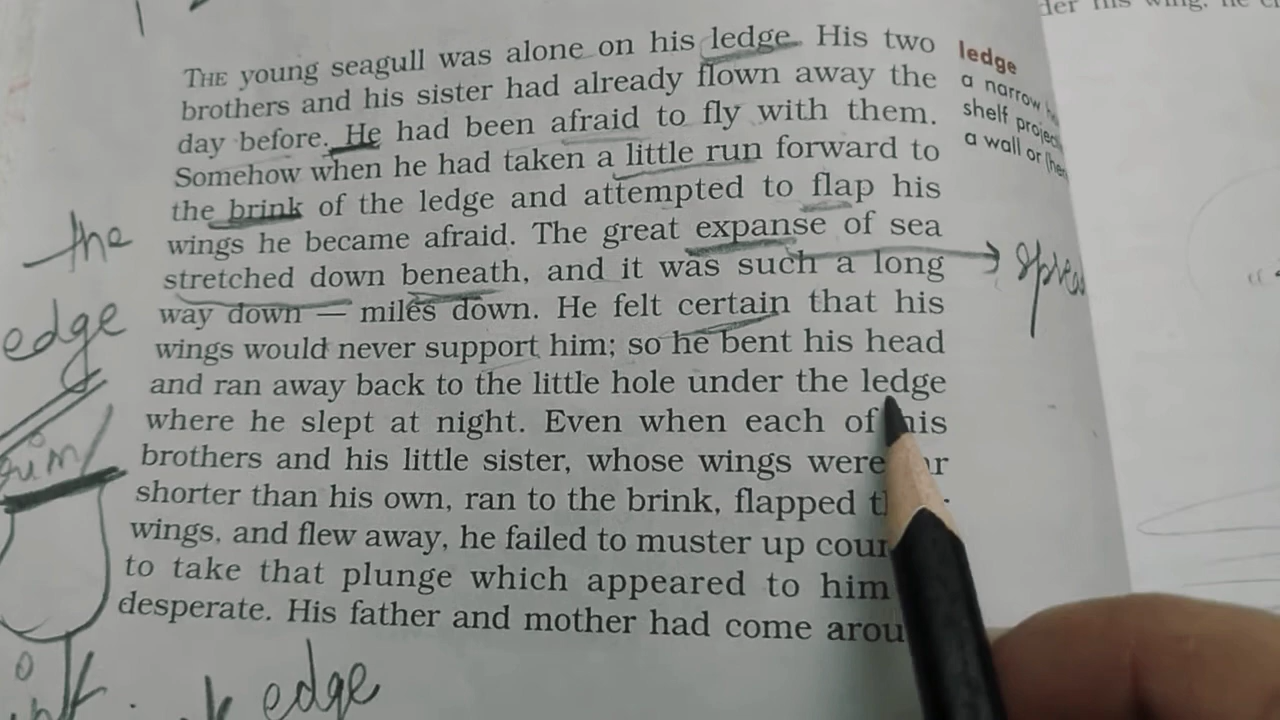 THE young seagull was alone on his ledge. His two
brothers and his sister had already flown away the
day before. He had been afraid to fly with them.
Somehow when he had taken a little run forward to
the brink of the ledge and attempted to flap his
wings he became afraid. The great expanse of sea
stretched down beneath, and it was such a long
way down — miles down. He felt certain that his
wings would never support him; so he bent his head
and ran away back to the little hole under the ledge
where he slept at night. Even when each of his
brothers and his little sister, whose wings were
shorter than his own, ran to the brink, flapped
wings, and flew away, he failed to muster up
to take that plunge which appeared to him
desperate. His father and mother had come
ledge
a narrow
shelf
a wall or
the
edge
edge